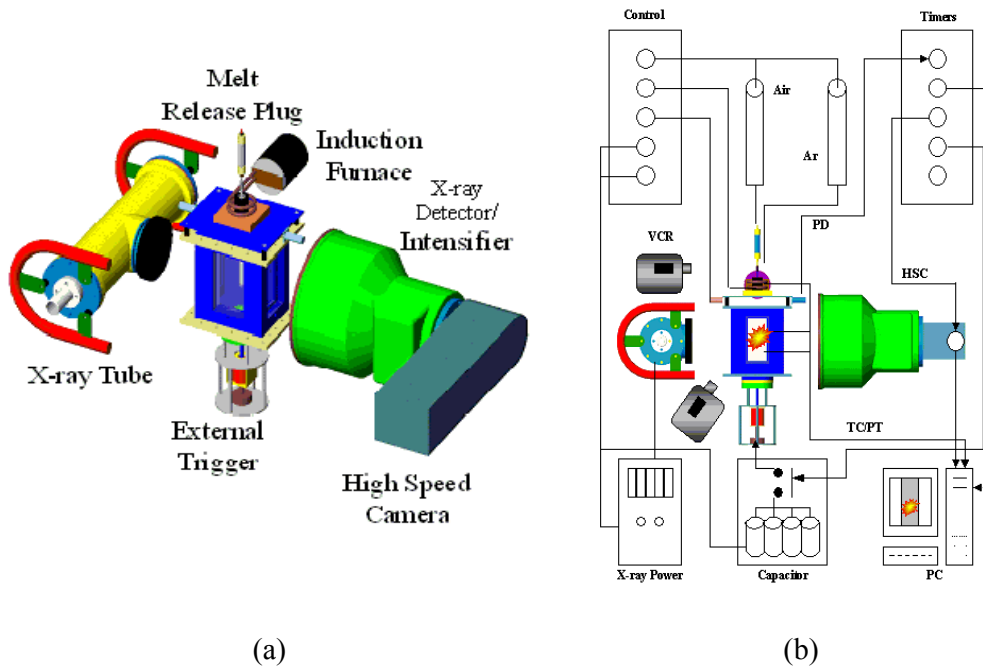 Melt
Release Plug
Induction
Furnace
X-ray
Detector/
Intensifier
X-ray Tube
External
Trigger
High Speed
Camera
(a)
Control
Timers
Air
Ar
PD
VCR
HSC
TC/PT
X-ray Power
Capacitor
PC
(b)